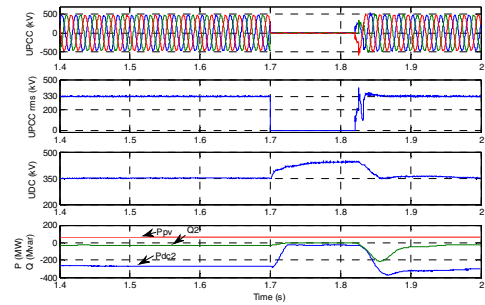 UPCC (kV)
500
0
-500
1.4 1.5 1.6 1.7 1.8 1.9 2
UPCC rms (kV)
500
330
200
0
1.4 1.5 1.6 1.7 1.8 1.9 2
UDC (kV)
500
350
200
1.4 1.5 1.6 1.7 1.8 1.9 2
P (MW)
Q (Mvar)
200
0
-200
-400
Ppv
Q2
Pdc2
1.4 1.5 1.6 1.7 1.8 1.9 2
Time (s)